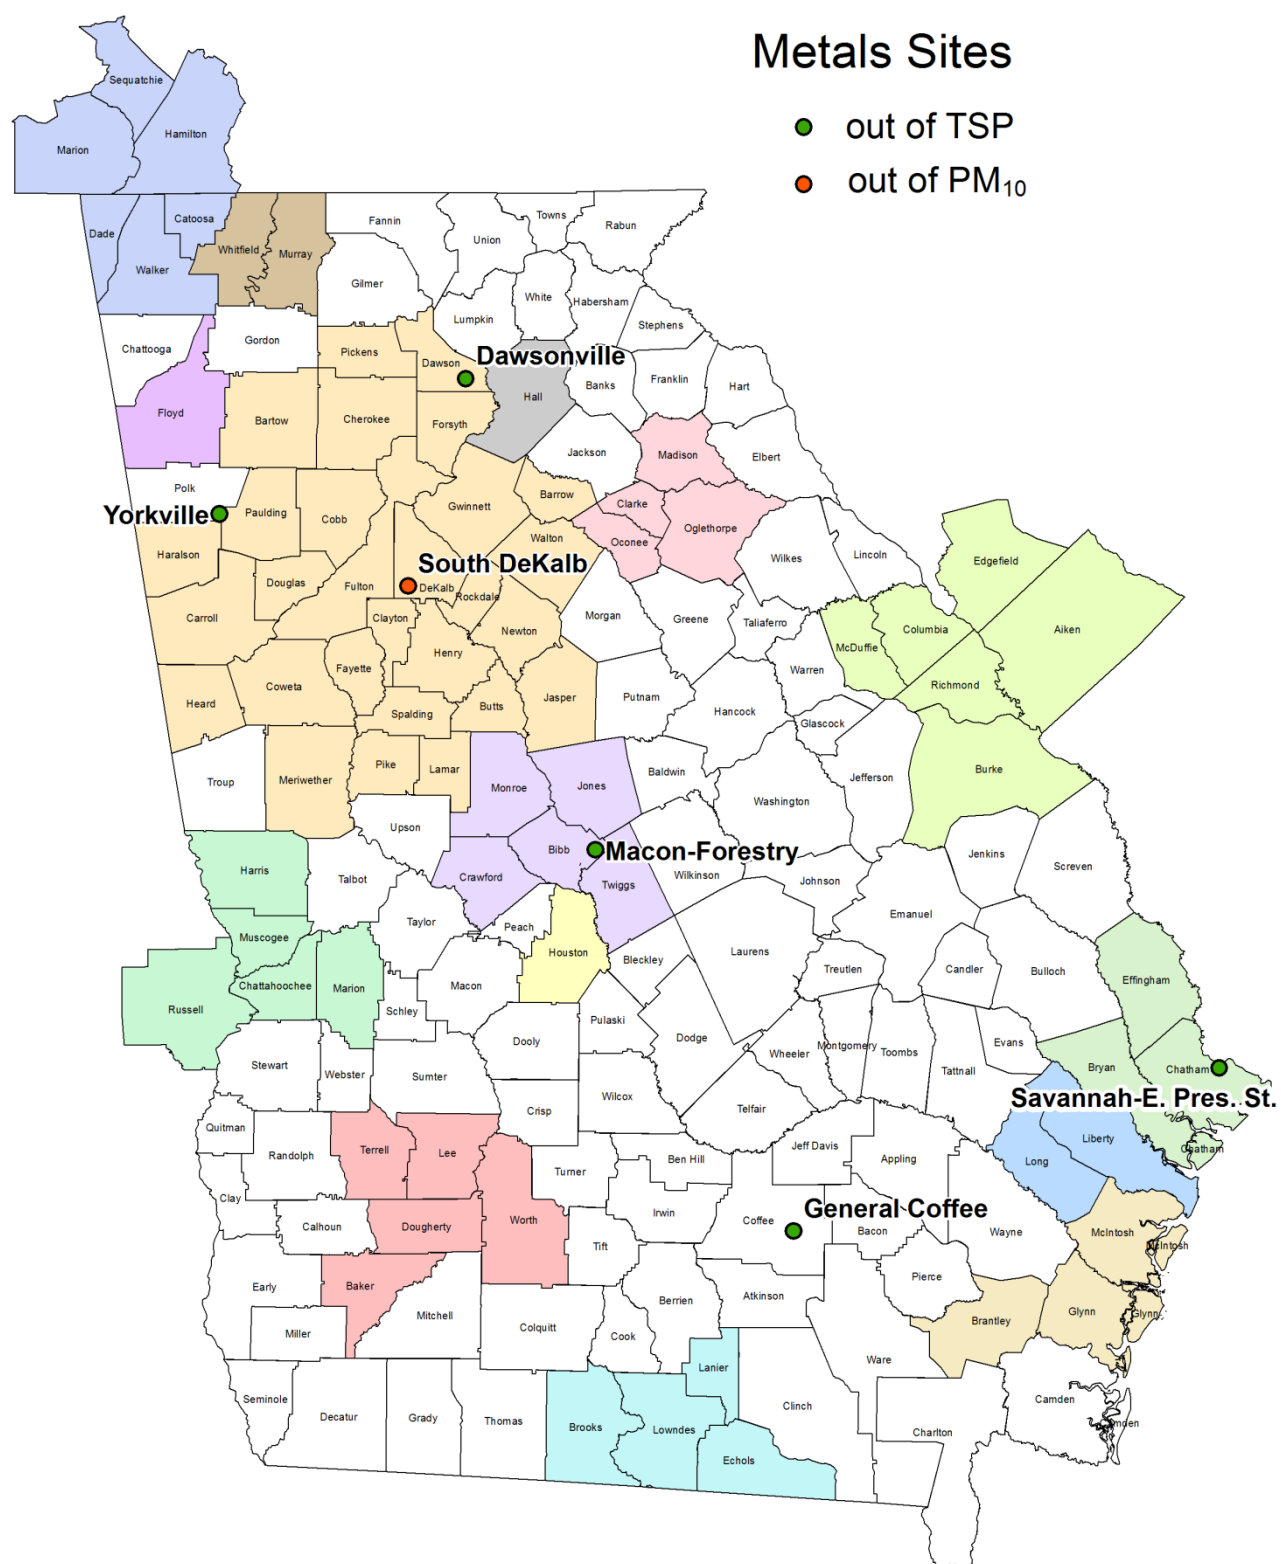 Metals Sites
out of TSP
out of PM₁₀
Sequatchie
Hamilton
Marion
Dade
Catoosa
Walker
Whitfield
Murray
Fannin
Union
Towns
Rabun
Gilmer
White
Habersham
Lumpkin
Stephens
Chattooga
Gordon
Pickens
Dawson
Dawsonville
Hall
Banks
Franklin
Hart
Floyd
Bartow
Cherokee
Forsyth
Jackson
Madison
Elbert
Polk
Yorkville
Paulding
Cobb
Gwinnett
Barrow
Clarke
Oglethorpe
Walton
Oconee
Haralson
South DeKalb
DeKalb
Douglas
Fulton
Rockdale
Wilkes
Lincoln
Edgefield
Aiken
Carroll
Clayton
Newton
Morgan
Greene
Taliaferro
McDuffie
Columbia
Henry
Fayette
Warren
Richmond
Heard
Coweta
Spalding
Butts
Jasper
Putnam
Hancock
Glascock
Troup
Meriwether
Pike
Lamar
Monroe
Jones
Baldwin
Washington
Jefferson
Burke
Upson
Bibb
Macon-Forestry
Harris
Talbot
Crawford
Twiggs
Wilkinson
Johnson
Jenkins
Screven
Emanuel
Muscogee
Taylor
Peach
Houston
Bleckley
Laurens
Treutlen
Candler
Bulloch
Effingham
Russell
Chattahoochee
Marion
Macon
Schley
Pulaski
Dooly
Dodge
Wheeler
Montgomery
Toombs
Evans
Tattnall
Bryan
Chatham
Savannah-E. Pres. St.
Stewart
Webster
Sumter
Crisp
Wilcox
Telfair
Quitman
Randolph
Terrell
Lee
Turner
Ben Hill
Jeff Davis
Appling
Long
Liberty
Chatham
Clay
Calhoun
Dougherty
Worth
Irwin
Coffee
General Coffee
Bacon
Wayne
McIntosh
McIntosh
Tift
Early
Baker
Mitchell
Berrien
Atkinson
Pierce
Brantley
Glynn
Glynn
Miller
Colquitt
Cook
Ware
Lanier
Clinch
Seminole
Decatur
Grady
Thomas
Brooks
Lowndes
Echols
Charlton
Camden
mden